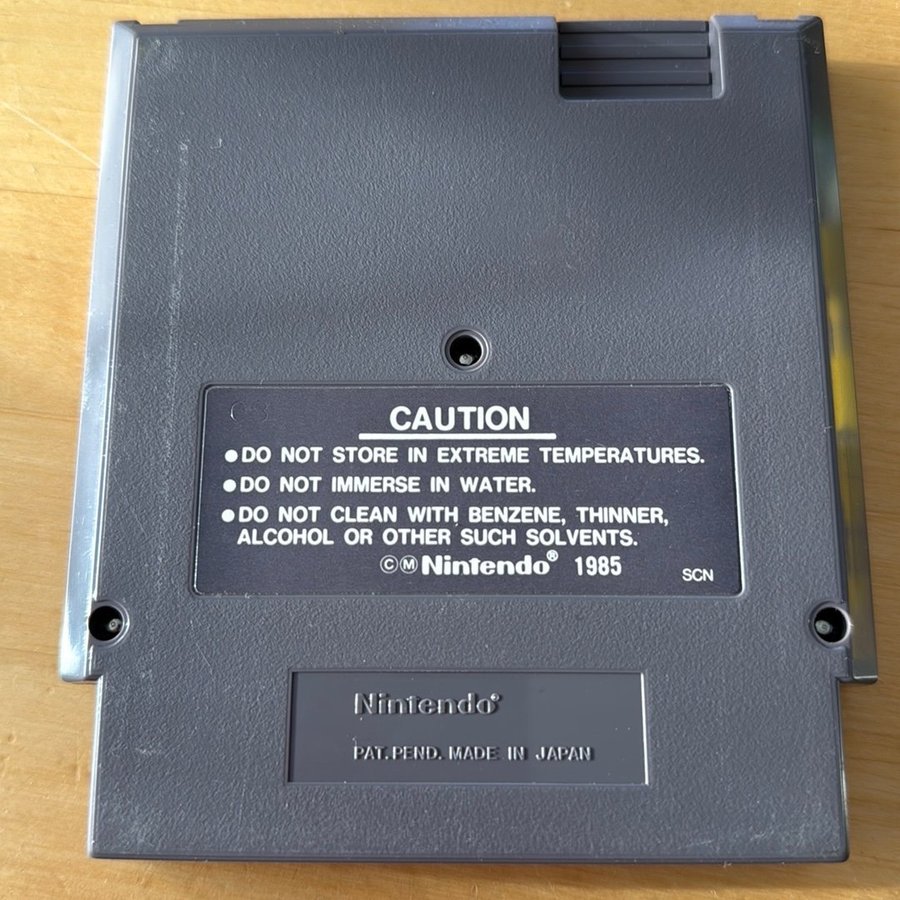 CAUTION
●DO NOT STORE IN EXTREME TEMPERATURES.
●DO NOT IMMERSE IN WATER.
●DO NOT CLEAN WITH BENZENE, THINNER,
ALCOHOL OR OTHER SUCH SOLVENTS.
ⒸⓂNintendo® 1985 SCN
Nintendo®
PAT. PEND. MADE IN JAPAN